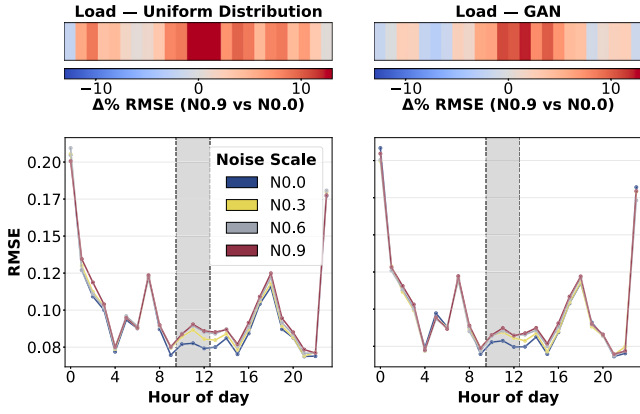 Load — Uniform Distribution
Load — GAN
−10 0 10
−10 0 10
Δ% RMSE (N0.9 vs N0.0)
Δ% RMSE (N0.9 vs N0.0)
RMSE
0.20
0.17
0.15
0.12
0.10
0.08
Noise Scale
N0.0
N0.3
N0.6
N0.9
0 4 8 12 16 20
0 4 8 12 16 20
Hour of day
Hour of day